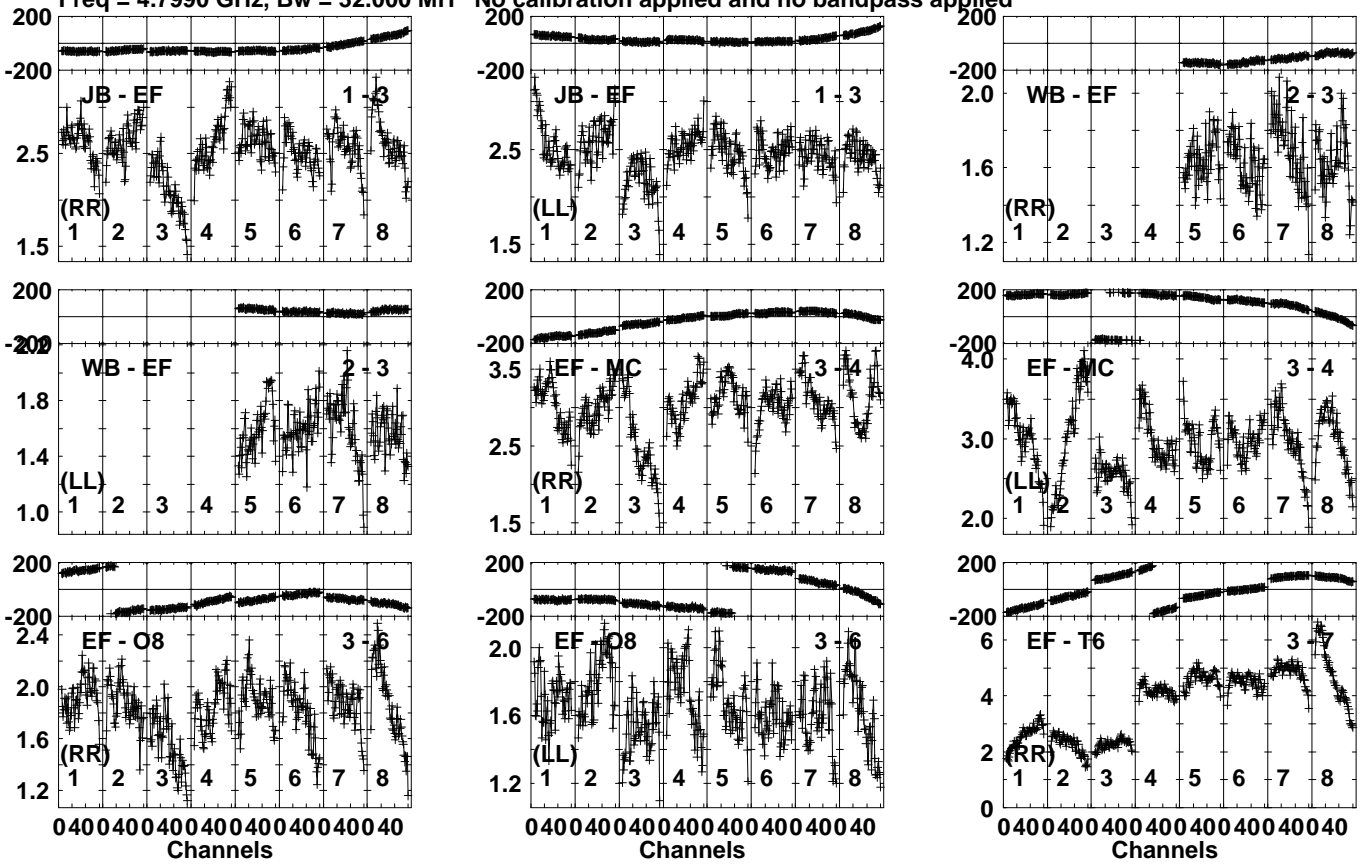 Freq = 4.7990 GHz, Bw = 32.000 MH No calibration applied and no bandpass applied
200 200 200
-200 -200 -200
JB - EF 1 - 3 JB - EF 1 - 3 WB - EF 2 - 3
2.0
2.5 2.5
1.6
(RR) (LL) (RR)
1 2 3 4 5 6 7 8 1 2 3 4 5 6 7 8 1 2 3 4 5 6 7 8
1.5 1.5 1.2
200 200 200
-200 -200 -200
2.2
WB - EF 2 - 3 EF - MC 3 - 4 EF - MC 3 - 4
3.5 4.0
1.8
3.0
1.4 2.5
(LL) (RR) (LL)
1 2 3 4 5 6 7 8 1 2 3 4 5 6 7 8 1 2 3 4 5 6 7 8
1.0 1.5 2.0
200 200 200
-200 -200 -200
EF - O8 3 - 6 EF - O8 3 - 6 EF - T6 3 - 7
2.4 2.0 6
2.0 4
1.6 1.6 2
(RR) (LL) (RR)
1 2 3 4 5 6 7 8 1 2 3 4 5 6 7 8 1 2 3 4 5 6 7 8
1.2 1.2 0
0 40 0 40 0 40 0 40 0 40 0 40 0 40 0 40 0 40 0 40 0 40 0 40 0 40 0 40 0 40 0 40 0 40 0 40 0 40 0 40 0 40 0 40 0 40 0 40
Channels Channels Channels